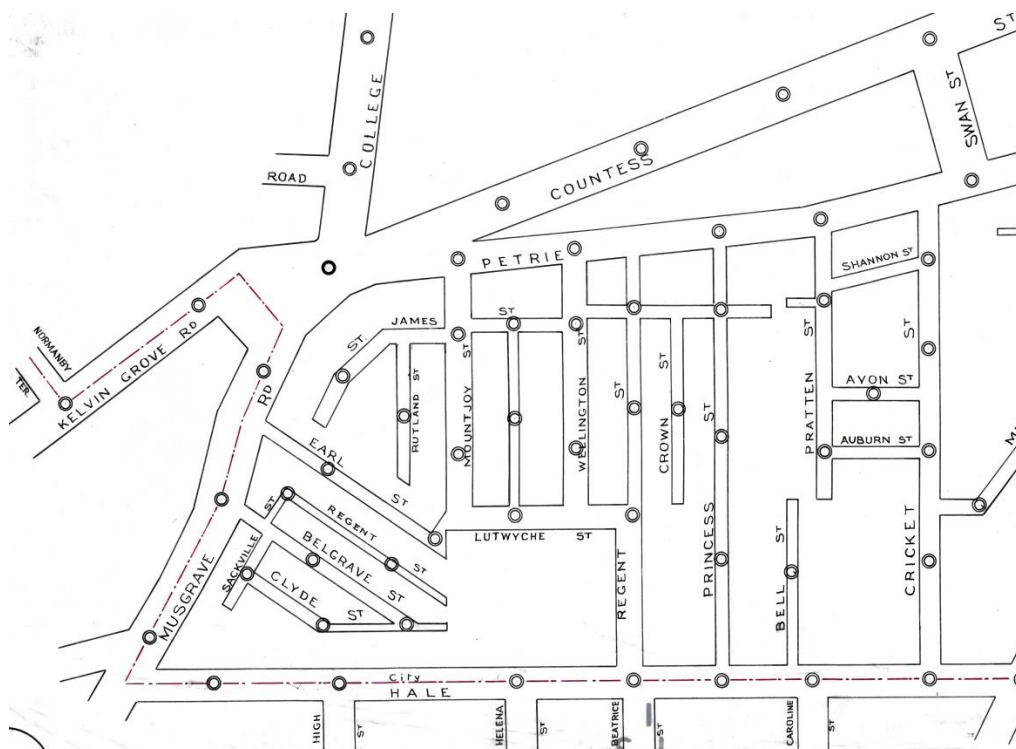 ST
SWAN ST
COLLEGE
COUNTESS
ROAD
SHANNON ST
PETRIE
NORMANBY
TER.
KELVIN GROVE RD
ST.
JAMES
ST
RD
RUTLAND ST
MOUNTJOY
ST
WELLINGTON
ST
CROWN
ST
ST
ST
PRATTEN
ST
AVON ST
ST
AUBURN ST
EARL
ST
REGENT
ST
ST
LUTWYCHE ST
SACKVILLE
BELGRAVE
ST
CLYDE
ST
MUSGRAVE
REGENT
PRINCESS
BELL
ST
CRICKET
City
HALE
HIGH
ST
HELENA
ST
BEATRICE
ST
CAROLINE
ST